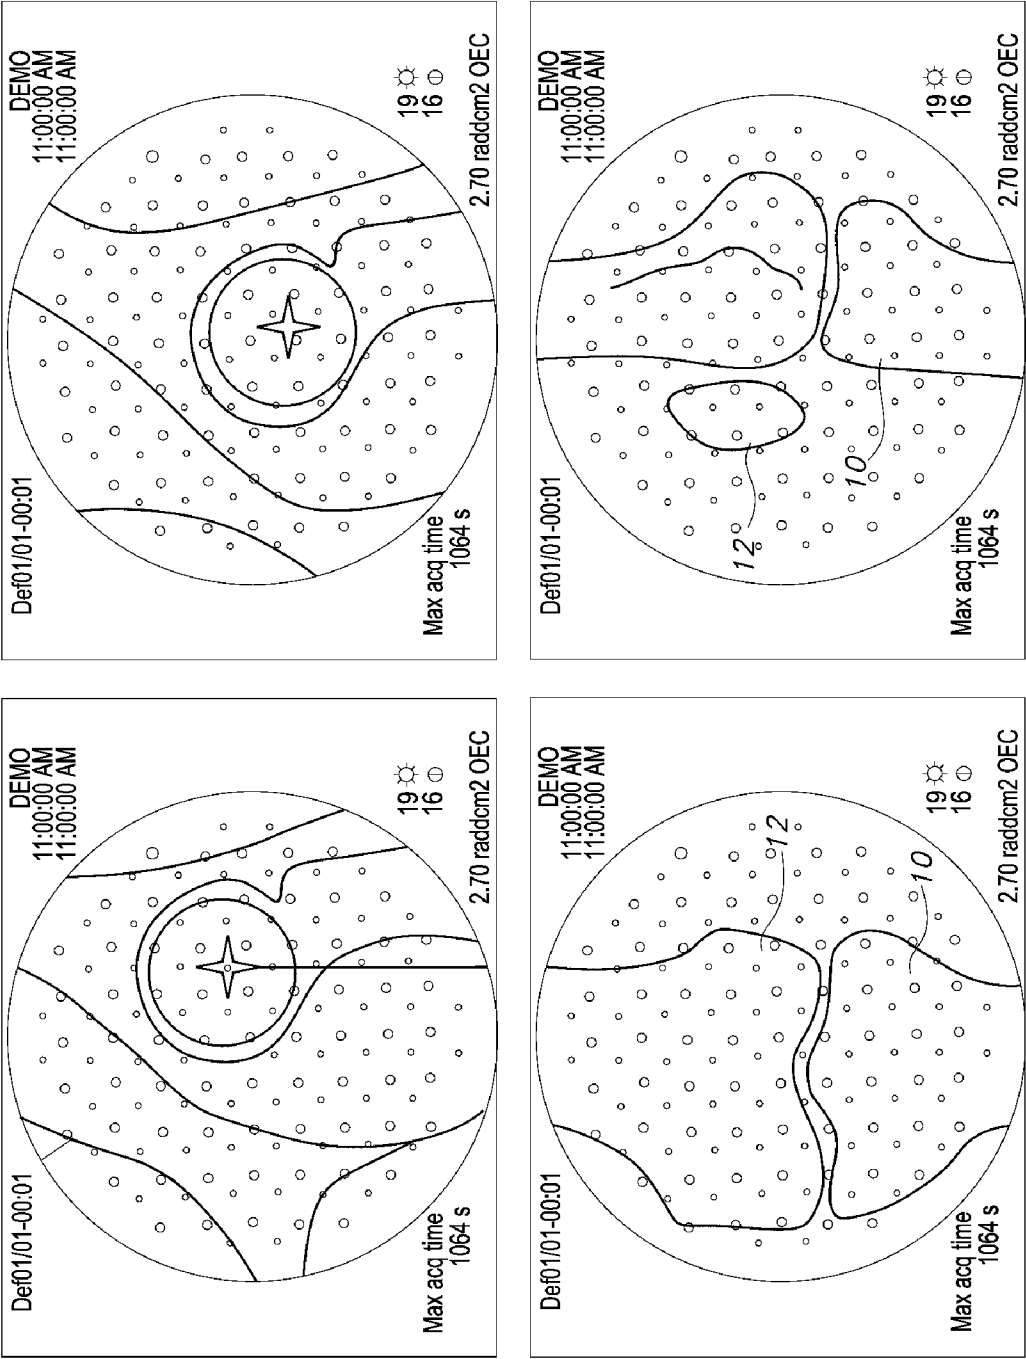 Def01/01-00:01 DEMO
11:00:00 AM
11:00:00 AM
19
Max acq time 16
1064 s
2.70 raddcm2 OEC
Def01/01-00:01 DEMO
11:00:00 AM
11:00:00 AM
19
Max acq time 16
1064 s
2.70 raddcm2 OEC
Def01/01-00:01 DEMO
11:00:00 AM
11:00:00 AM
12
10
19
Max acq time 16
1064 s
2.70 raddcm2 OEC
Def01/01-00:01 DEMO
11:00:00 AM
11:00:00 AM
12
10
19
Max acq time 16
1064 s
2.70 raddcm2 OEC